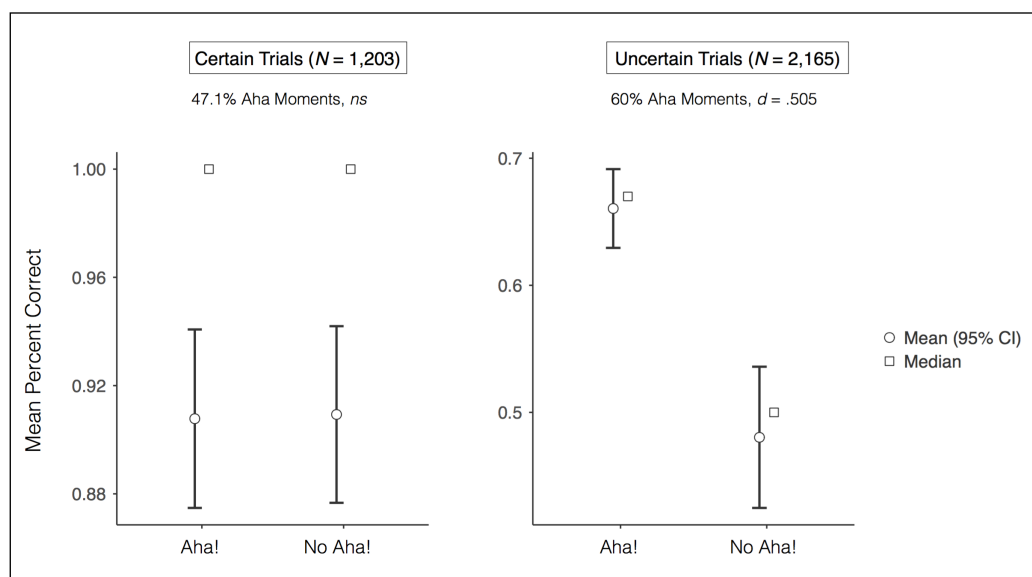 Certain Trials (N = 1,203)
47.1% Aha Moments, ns
Uncertain Trials (N = 2,165)
60% Aha Moments, d = .505
Mean Percent Correct
1.00
0.96
0.92
0.88
Aha!
No Aha!
0.7
0.6
0.5
Aha!
No Aha!
Mean (95% CI)
Median